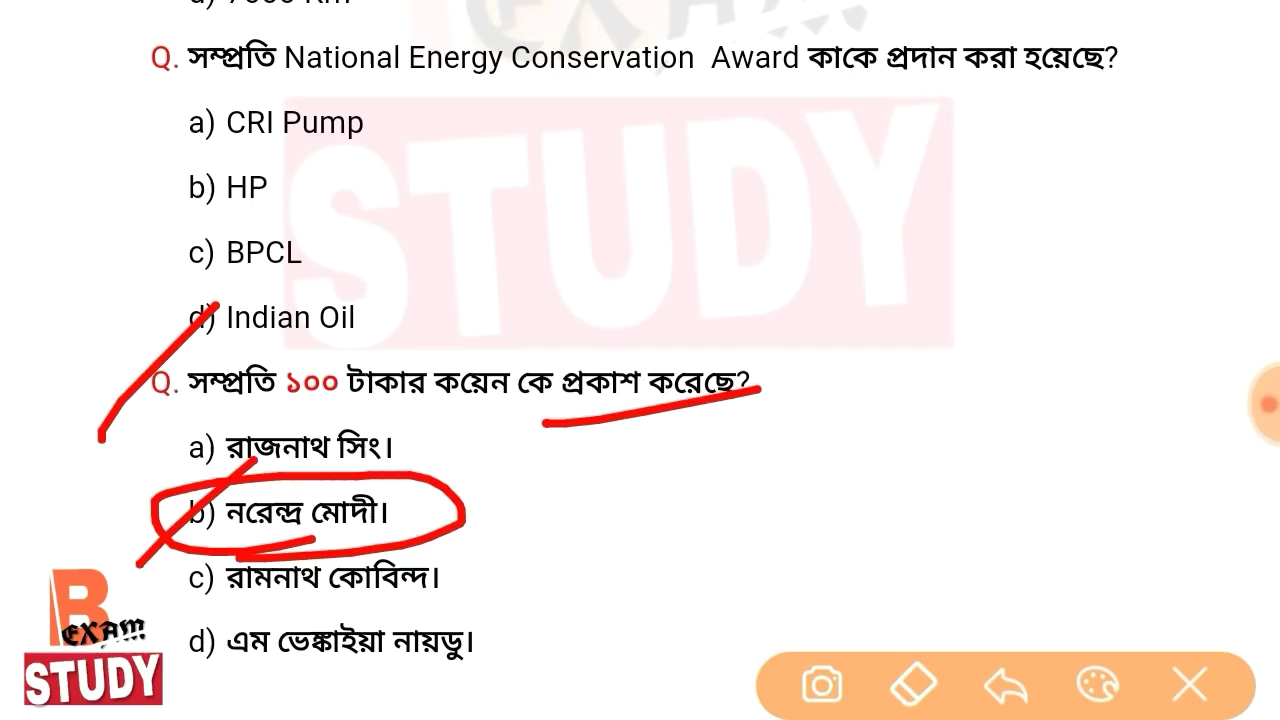 Q. সম্প্রতি National Energy Conservation Award কাকে প্রদান করা হয়েছে?
a) CRI Pump
b) HP
c) BPCL
d) Indian Oil
Q. সম্প্রতি ১০০ টাকার কয়েন কে প্রকাশ করেছে?
a) রাজনাথ সিং।
b) নরেন্দ্র মোদী।
c) রামনাথ কোবিন্দ।
d) এম ভেঙ্কাইয়া নায়ডু।
B EXAM
STUDY
STUDY